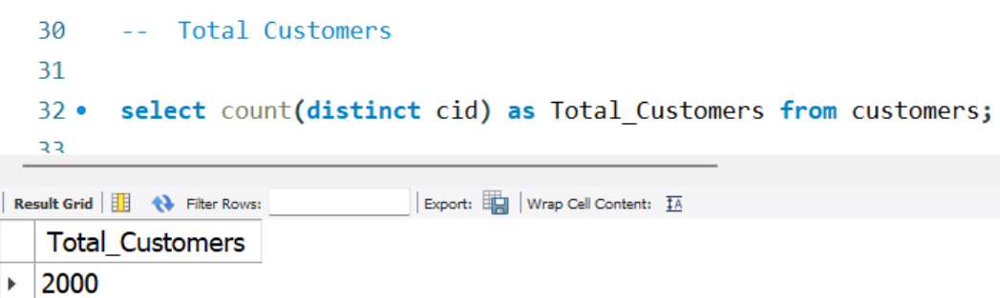 30 -- Total Customers
31
32 select count(distinct cid) as Total_Customers from customers;
33
Result Grid Filter Rows: Export: Wrap Cell Content: IA
Total_Customers
2000